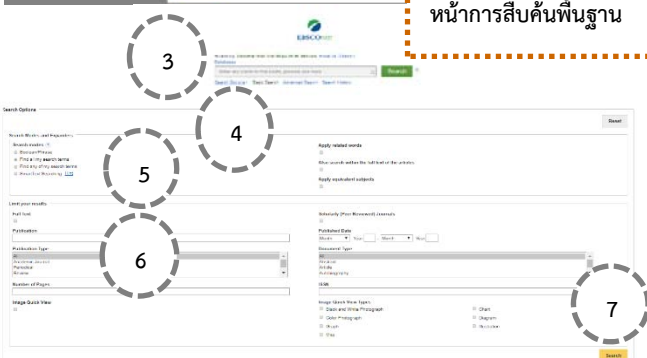 หน้าการสืบค้นพื้นฐาน
EBSCO
3
Search
4
Search Options
Reset
Search Modes and Expanders
Search modes
Boolean/Phrase
Find all my search terms
Find any of my search terms
5
Apply related words
Also search within the full text of the articles
Apply equivalent subjects
Limit your results
Full Text
Scholarly (Peer Reviewed) Journals
Publication
Published Date
Month Year Month Year
Publication Type
All
Academic Journal
Periodical
Review
6
Document Type
All
Abstract
Article
Number of Pages
Image Quick View
Image Quick View Types
Black and White Photograph
Chart
Color Photograph
Diagram
Graph
Illustration
Map
7
Search